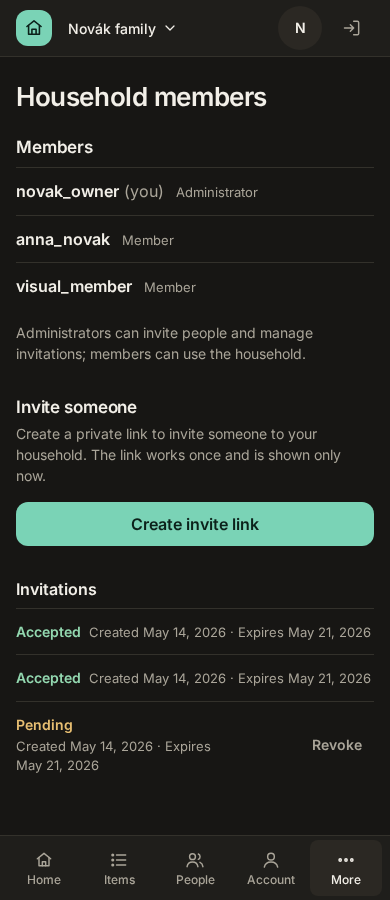 Novák family
N
Household members
Members
novak_owner (you) Administrator
anna_novak Member
visual_member Member
Administrators can invite people and manage
invitations; members can use the household.
Invite someone
Create a private link to invite someone to your
household. The link works once and is shown only
now.
Create invite link
Invitations
Accepted Created May 14, 2026 · Expires May 21, 2026
Accepted Created May 14, 2026 · Expires May 21, 2026
Pending
Created May 14, 2026 · Expires
May 21, 2026
Revoke
Home Items People Account More